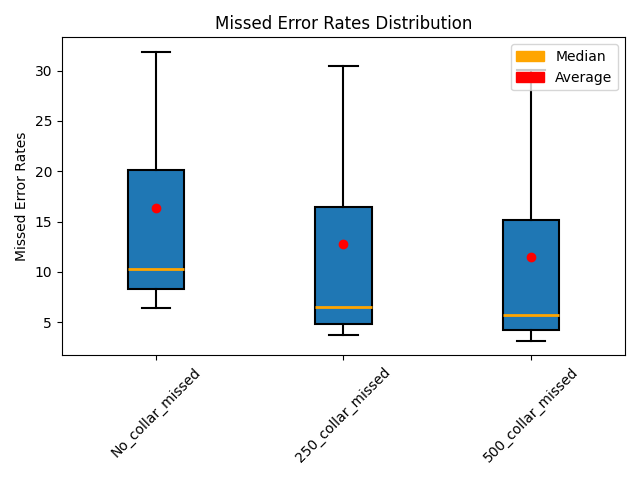 Missed Error Rates Distribution
Median
Average
Missed Error Rates
30
25
20
15
10
5
No_collar_missed
250_collar_missed
500_collar_missed